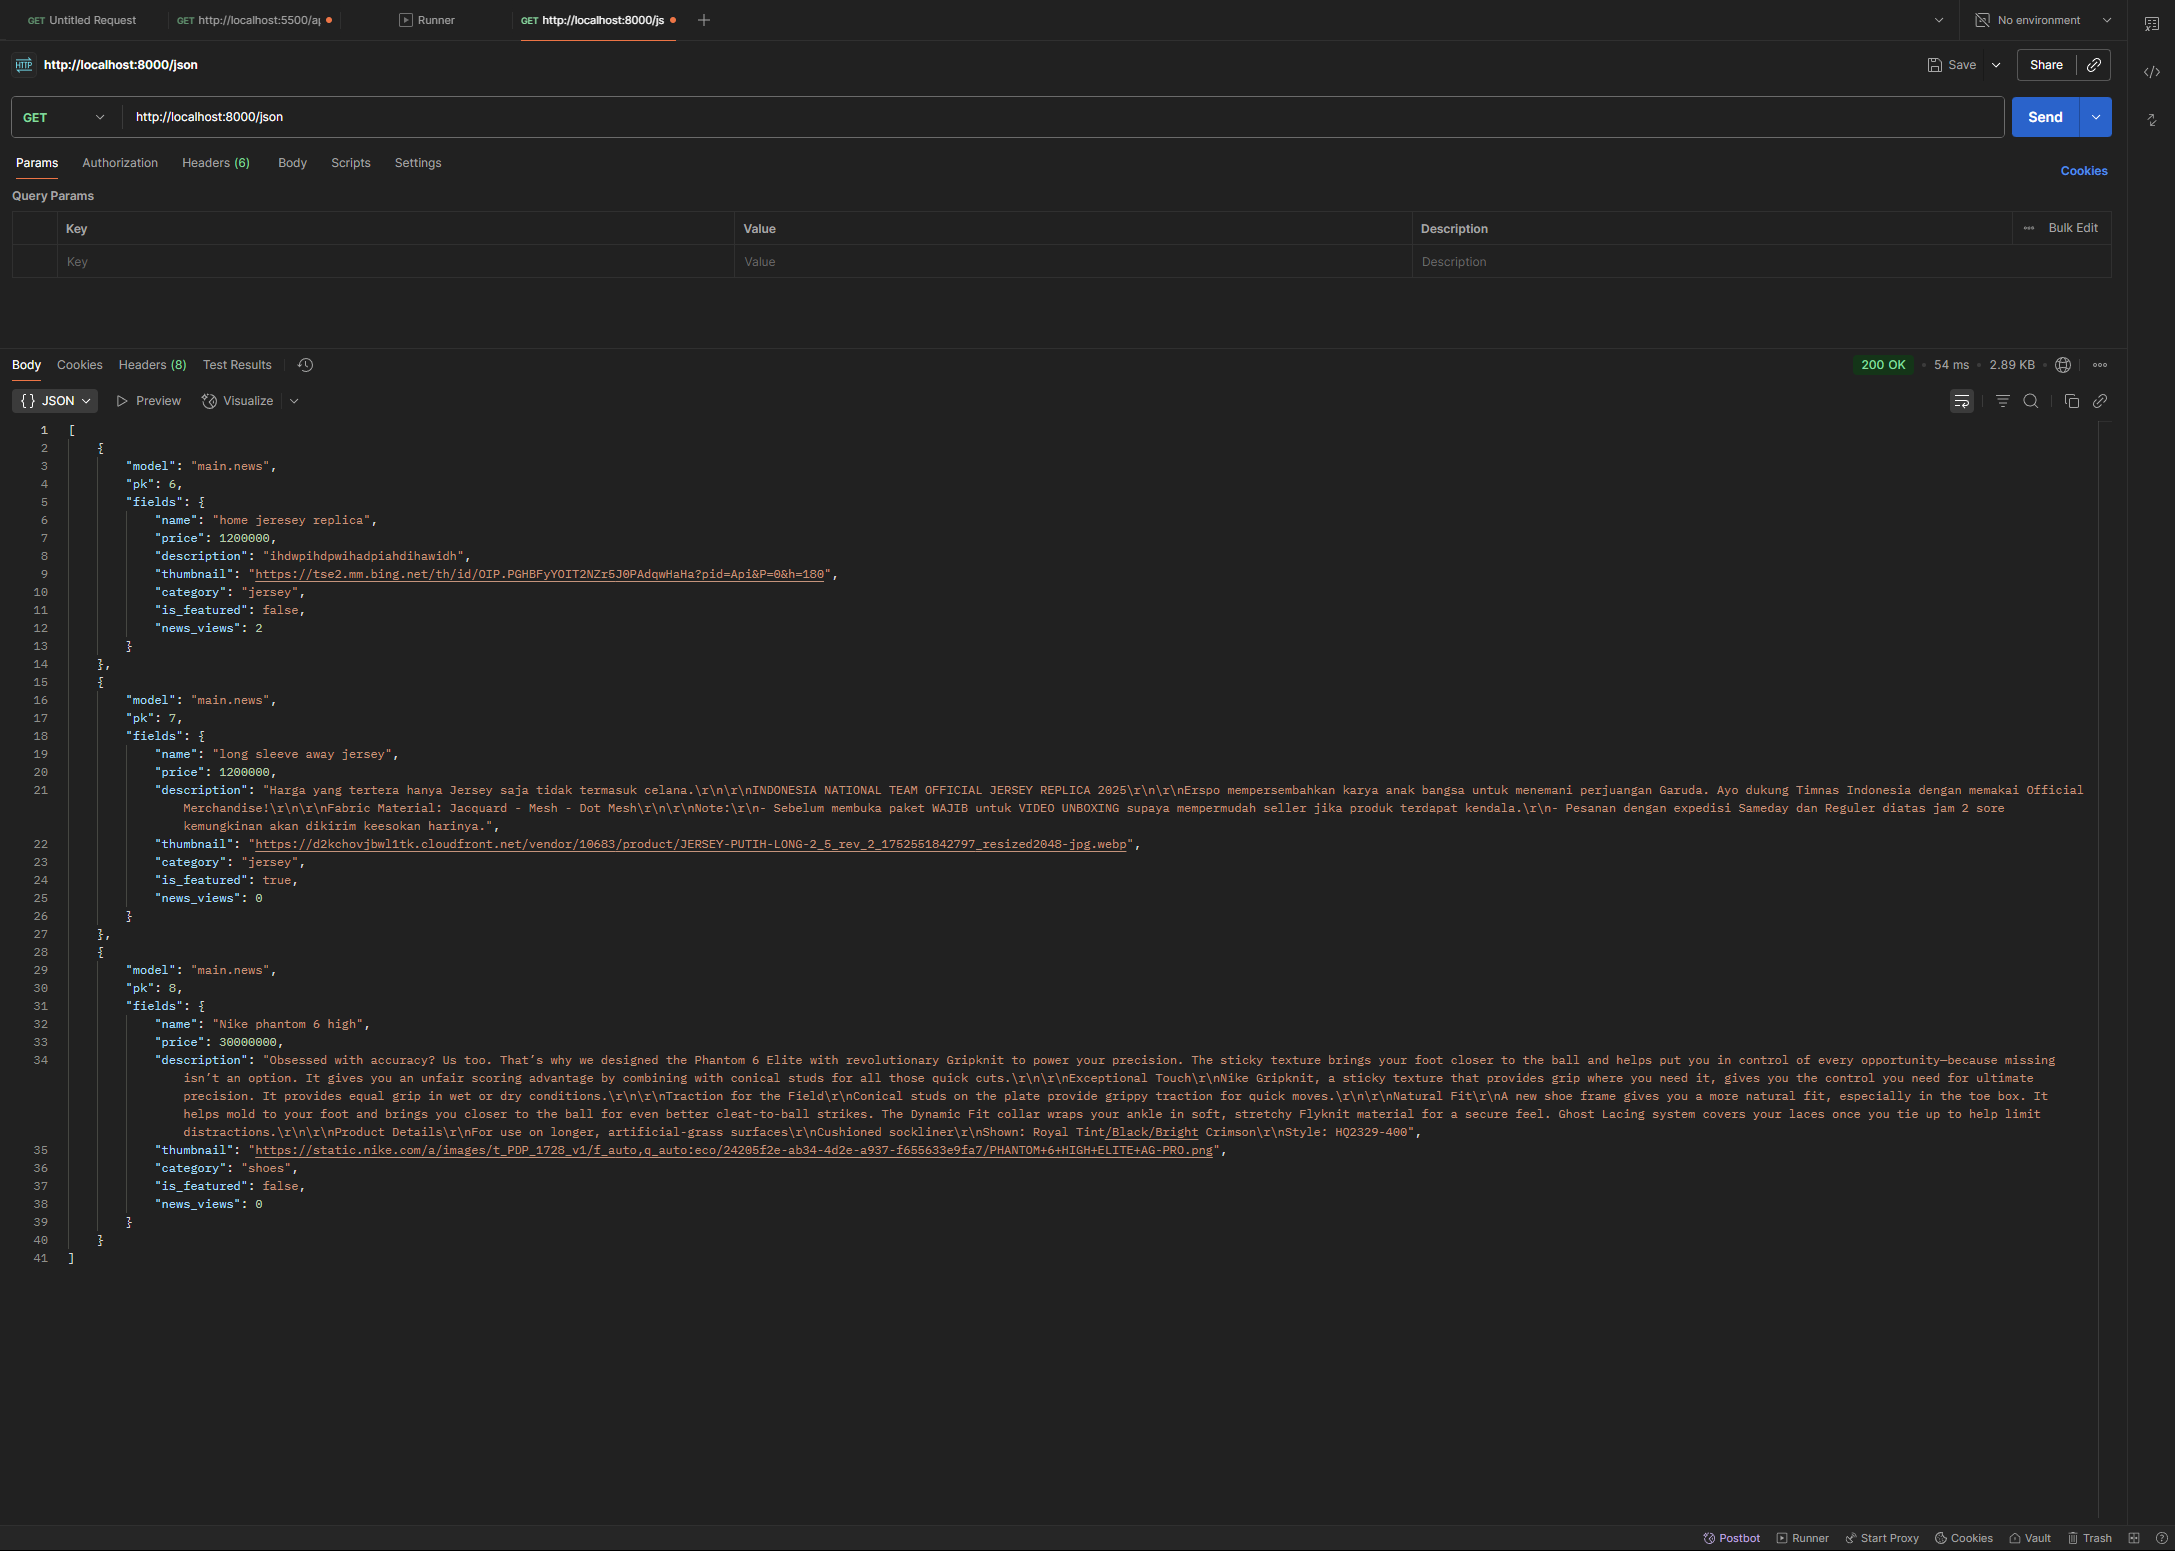 GET Untitled Request
GET http://localhost:5500/a
Runner
GET http://localhost:8000/js
No environment
HTTP http://localhost:8000/json
Save
Share
GET
http://localhost:8000/json
Send
Params Authorization Headers (6) Body Scripts Settings
Cookies
Query Params
Key Value Description ••• Bulk Edit
Key Value Description
Body Cookies Headers (8) Test Results
200 OK • 54 ms • 2.89 KB
{} JSON Preview Visualize
1 [
2 {
3 "model": "main.news",
4 "pk": 6,
5 "fields": {
6 "name": "home jeresey replica",
7 "price": 1200000,
8 "description": "ihdwpihdpwihadpiahdihawidh",
9 "thumbnail": "https://tse2.mm.bing.net/th/id/OIP.PGHBFyYOIT2NZr5J0PAdqwHaHa?pid=Api&P=0&h=180",
10 "category": "jersey",
11 "is_featured": false,
12 "news_views": 2
13 }
14 },
15 {
16 "model": "main.news",
17 "pk": 7,
18 "fields": {
19 "name": "long sleeve away jersey",
20 "price": 1200000,
21 "description": "Harga yang tertera hanya Jersey saja tidak termasuk celana.\r\n\r\nINDONESIA NATIONAL TEAM OFFICIAL JERSEY REPLICA 2025\r\n\r\nErspo mempersembahkan karya anak bangsa untuk menemani perjuangan Garuda. Ayo dukung Timnas Indonesia dengan memakai Official
Merchandise!\r\n\r\nFabric Material: Jacquard - Mesh - Dot Mesh\r\n\r\nNote:\r\n- Sebelum membuka paket WAJIB untuk VIDEO UNBOXING supaya mempermudah seller jika produk terdapat kendala.\r\n- Pesanan dengan expedisi Sameday dan Reguler diatas jam 2 sore
kemungkinan akan dikirim keesokan harinya.",
22 "thumbnail": "https://d2kchovjbwl1tk.cloudfront.net/vendor/10683/product/JERSEY-PUTIH-LONG-2_5_rev_2_1752551842797_resized2048-jpg.webp",
23 "category": "jersey",
24 "is_featured": true,
25 "news_views": 0
26 }
27 },
28 {
29 "model": "main.news",
30 "pk": 8,
31 "fields": {
32 "name": "Nike phantom 6 high",
33 "price": 30000000,
34 "description": "Obsessed with accuracy? Us too. That’s why we designed the Phantom 6 Elite with revolutionary Gripknit to power your precision. The sticky texture brings your foot closer to the ball and helps put you in control of every opportunity—because missing
isn’t an option. It gives you an unfair scoring advantage by combining with conical studs for all those quick cuts.\r\n\r\nExceptional Touch\r\nNike Gripknit, a sticky texture that provides grip where you need it, gives you the control you need for ultimate
precision. It provides equal grip in wet or dry conditions.\r\n\r\nTraction for the Field\r\nConical studs on the plate provide grippy traction for quick moves.\r\n\r\nNatural Fit\r\nA new shoe frame gives you a more natural fit, especially in the toe box. It
helps mold to your foot and brings you closer to the ball for even better cleat-to-ball strikes. The Dynamic Fit collar wraps your ankle in soft, stretchy Flyknit material for a secure feel. Ghost Lacing system covers your laces once you tie up to help limit
distractions.\r\n\r\nProduct Details\r\nFor use on longer, artificial-grass surfaces\r\nCushioned sockliner\r\nShown: Royal Tint/Black/Bright Crimson\r\nStyle: HQ2329-400",
35 "thumbnail": "https://static.nike.com/a/images/t_PDP_1728_v1/f_auto,q_auto:eco/24205f2e-ab34-4d2e-a937-f655633e9fa7/PHANTOM+6+HIGH+ELITE+AG-PRO.png",
36 "category": "shoes",
37 "is_featured": false,
38 "news_views": 0
39 }
40 }
41 ]
Postbot Runner Start Proxy Cookies Vault Trash